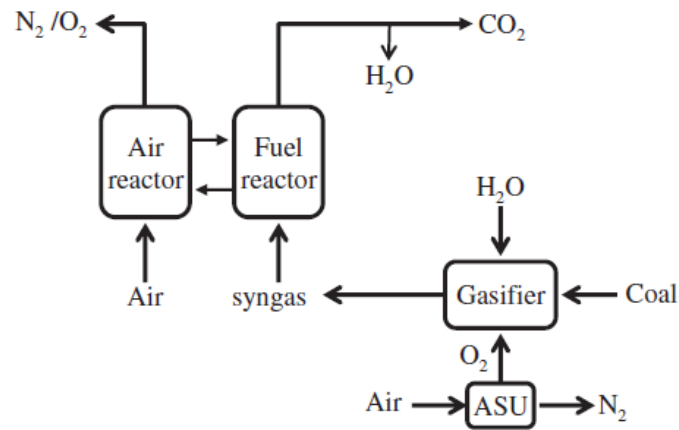 N₂ /O₂
CO₂
H₂O
Air
reactor
Fuel
reactor
H₂O
Air
syngas
Gasifier
Coal
O₂
Air
ASU
N₂